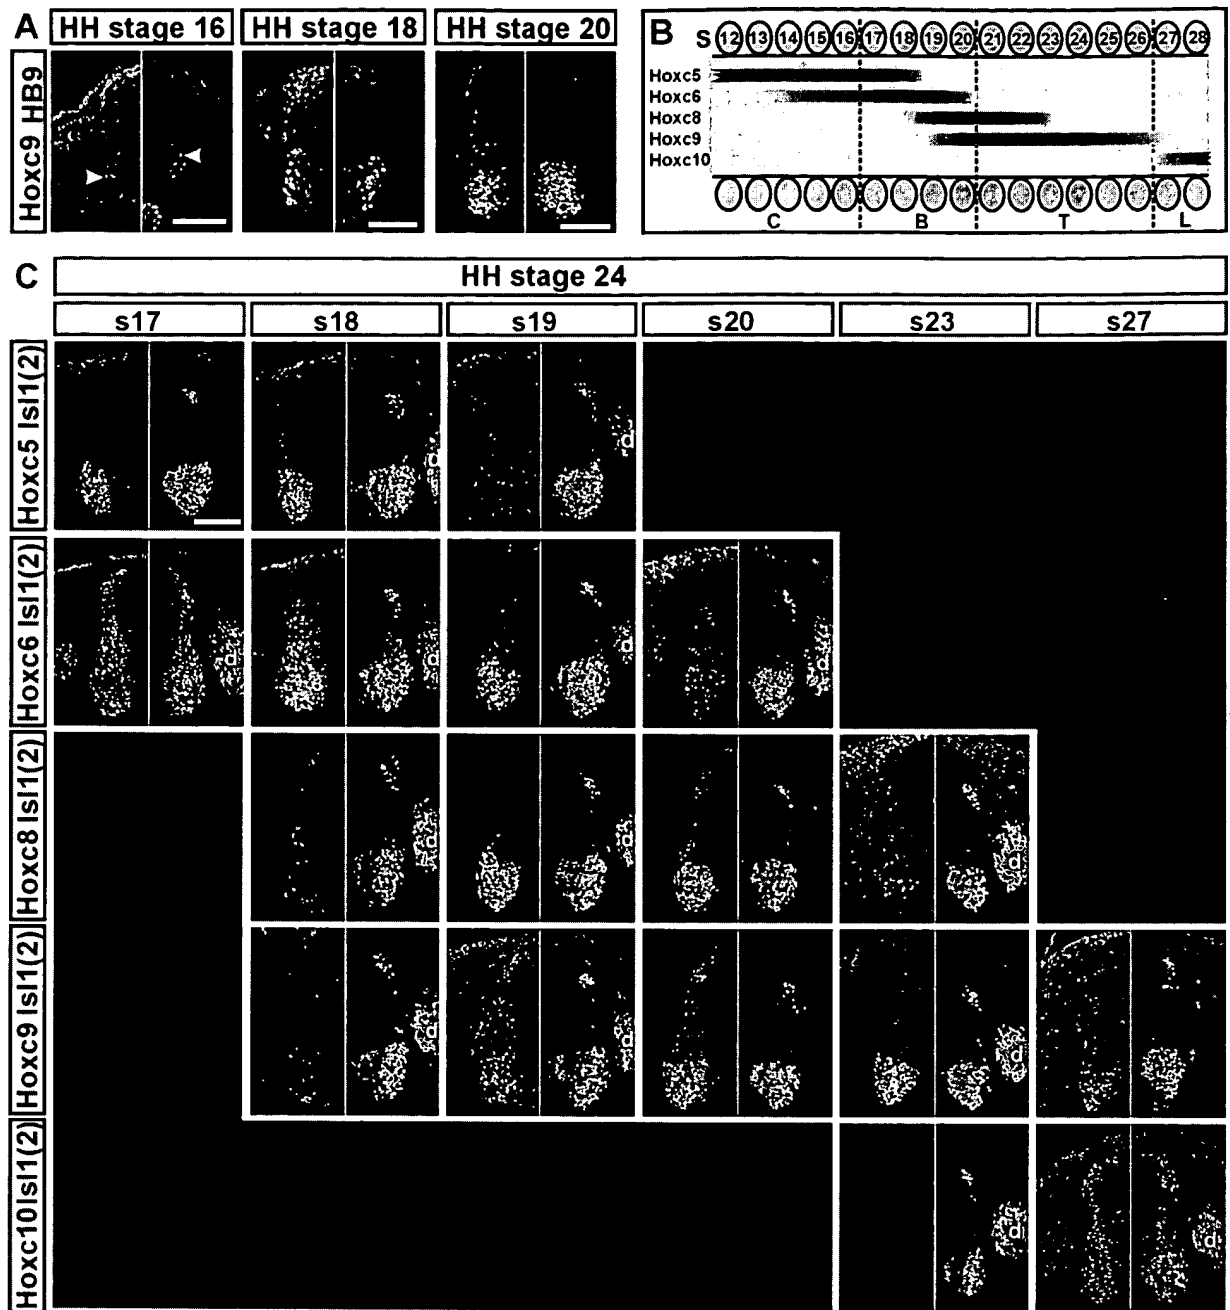 A
HH stage 16
HH stage 18
HH stage 20
Hoxc9 HB9
B
S 12 13 14 15 16 17 18 19 20 21 22 23 24 25 26 27 28
Hoxc5
Hoxc6
Hoxc8
Hoxc9
Hoxc10
C B T L
C
HH stage 24
s17 s18 s19 s20 s23 s27
Hoxc5 Isl1(2)
d d
Hoxc6 Isl1(2)
d d d d
Hoxc8 Isl1(2)
d d d
Hoxc9 Isl1(2)
d d d
Hoxc10 Isl1(2)
d d